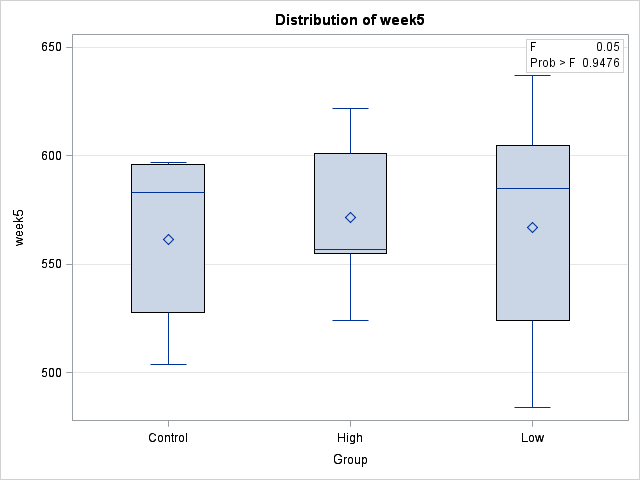 Distribution of week5
F 0.05
Prob > F 0.9476
650
600
550
500
week5
Control High Low
Group